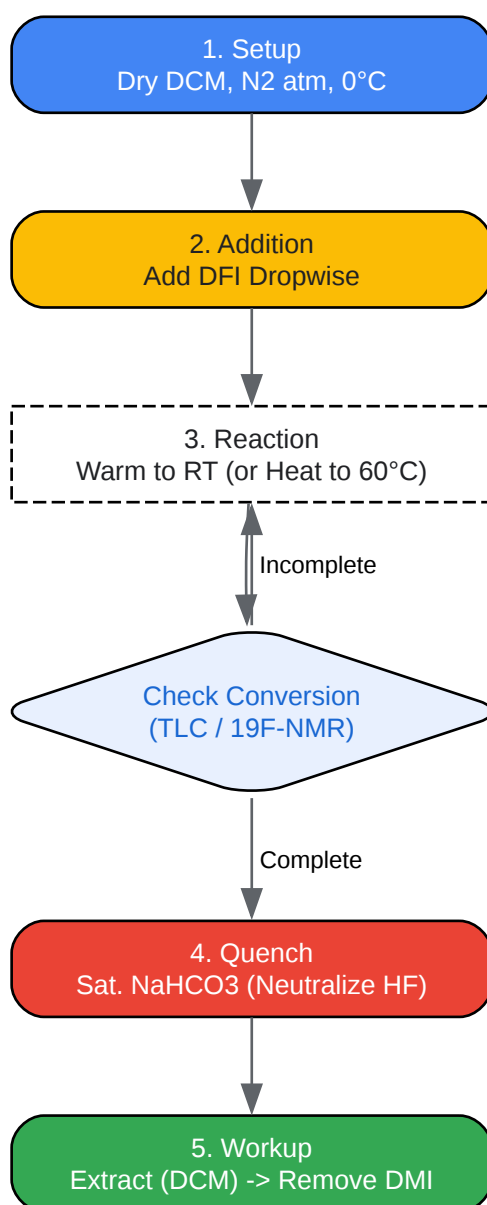 1. Setup
Dry DCM, N2 atm, 0°C
2. Addition
Add DFI Dropwise
3. Reaction
Warm to RT (or Heat to 60°C)
Incomplete
Check Conversion
(TLC / 19F-NMR)
Complete
4. Quench
Sat. NaHCO3 (Neutralize HF)
5. Workup
Extract (DCM) -> Remove DMI